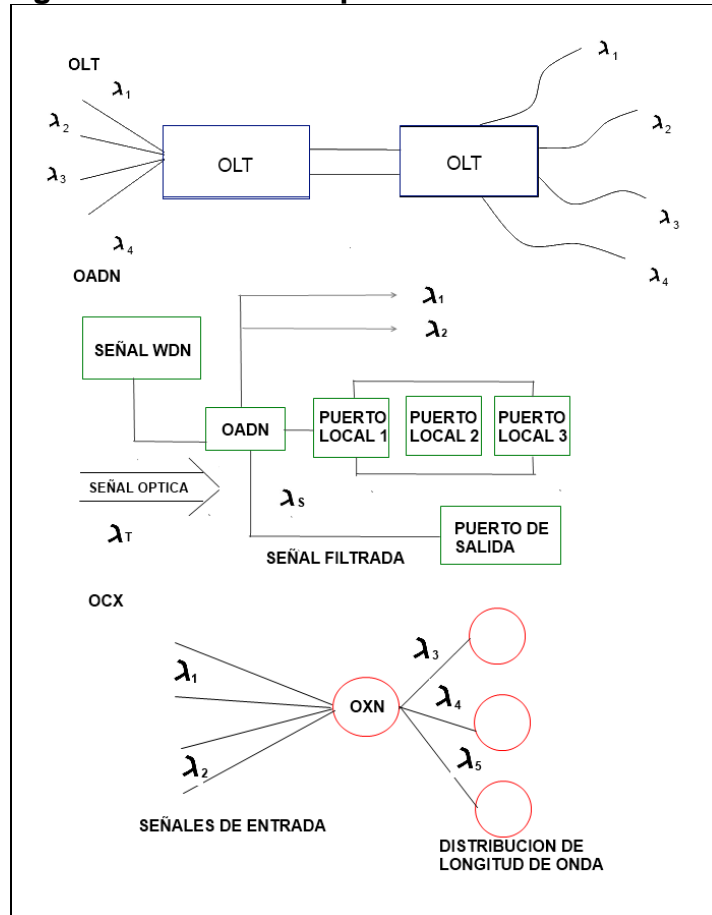 OLT
λ1
λ2
λ3
λ4
OLT
OLT
λ1
λ2
λ3
λ4
OADN
SEÑAL WDN
λ1
λ2
OADN
PUERTO
LOCAL 1
PUERTO
LOCAL 2
PUERTO
LOCAL 3
SEÑAL OPTICA
λT
λS
SEÑAL FILTRADA
PUERTO DE
SALIDA
OCX
λ1
λ2
OXN
λ3
λ4
λ5
SEÑALES DE ENTRADA
DISTRIBUCION DE
LONGITUD DE ONDA